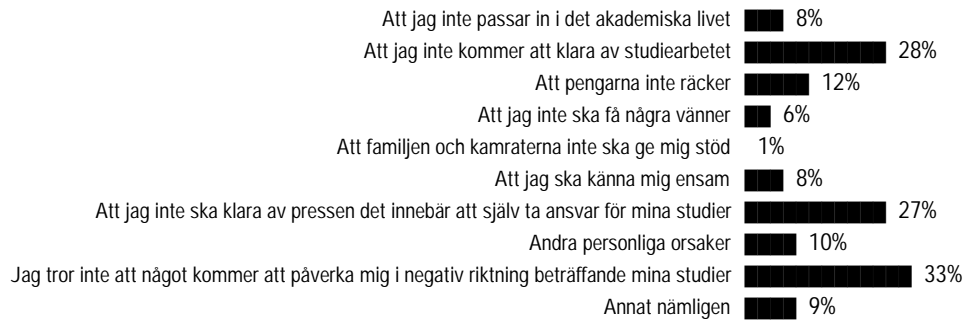 Att jag inte passar in i det akademiska livet 8%
Att jag inte kommer att klara av studiearbetet 28%
Att pengarna inte räcker 12%
Att jag inte ska få några vänner 6%
Att familjen och kamraterna inte ska ge mig stöd 1%
Att jag ska känna mig ensam 8%
Att jag inte ska klara av pressen det innebär att själv ta ansvar för mina studier 27%
Andra personliga orsaker 10%
Jag tror inte att något kommer att påverka mig i negativ riktning beträffande mina studier 33%
Annat nämligen 9%